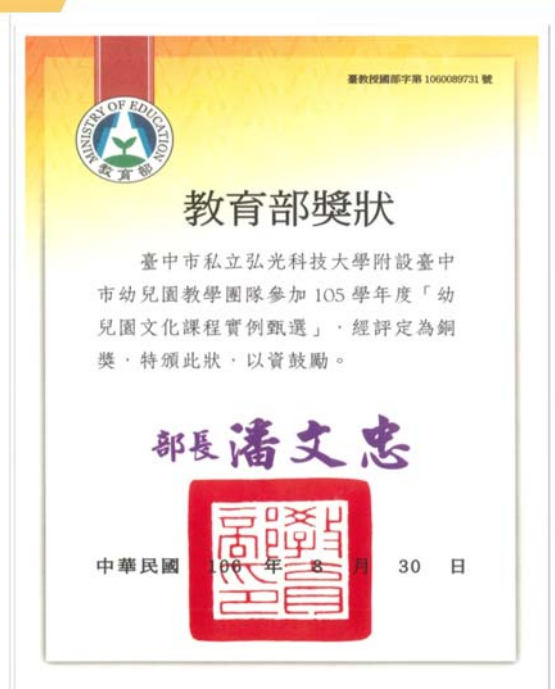 臺教授國部字第 1060089731 號
MINISTRY OF EDUCATION
教育部
教育部獎狀
臺中市私立弘光科技大學附設臺中
市幼兒園教學團隊參加 105 學年度「幼
兒園文化課程實例甄選」，經評定為銅
獎，特頒此狀，以資鼓勵。
部長 潘文忠
教育部印
中華民國 106 年 8 月 30 日